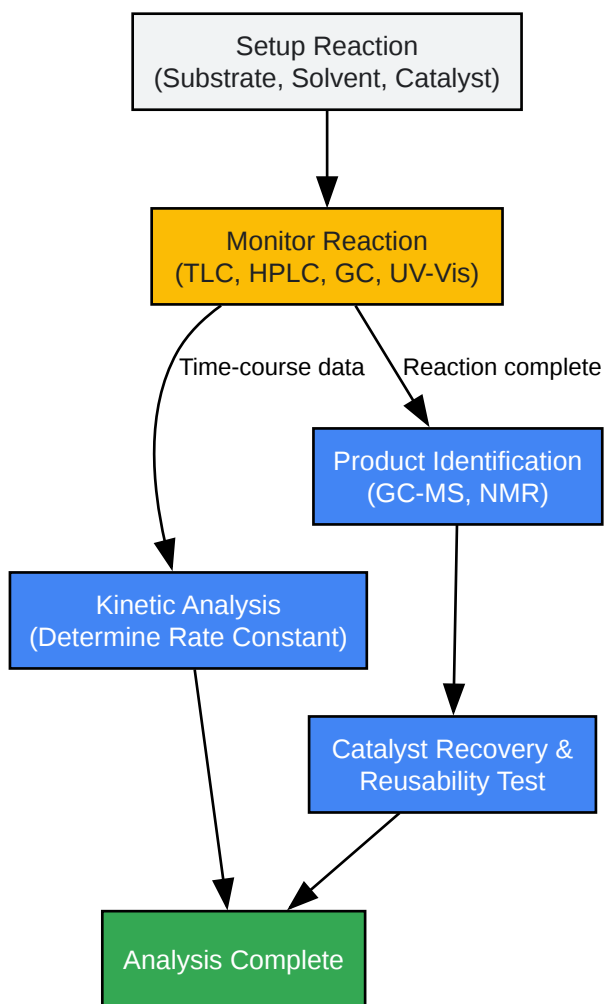 Setup Reaction
(Substrate, Solvent, Catalyst)
Monitor Reaction
(TLC, HPLC, GC, UV-Vis)
Time-course data
Reaction complete
Product Identification
(GC-MS, NMR)
Kinetic Analysis
(Determine Rate Constant)
Catalyst Recovery &
Reusability Test
Analysis Complete